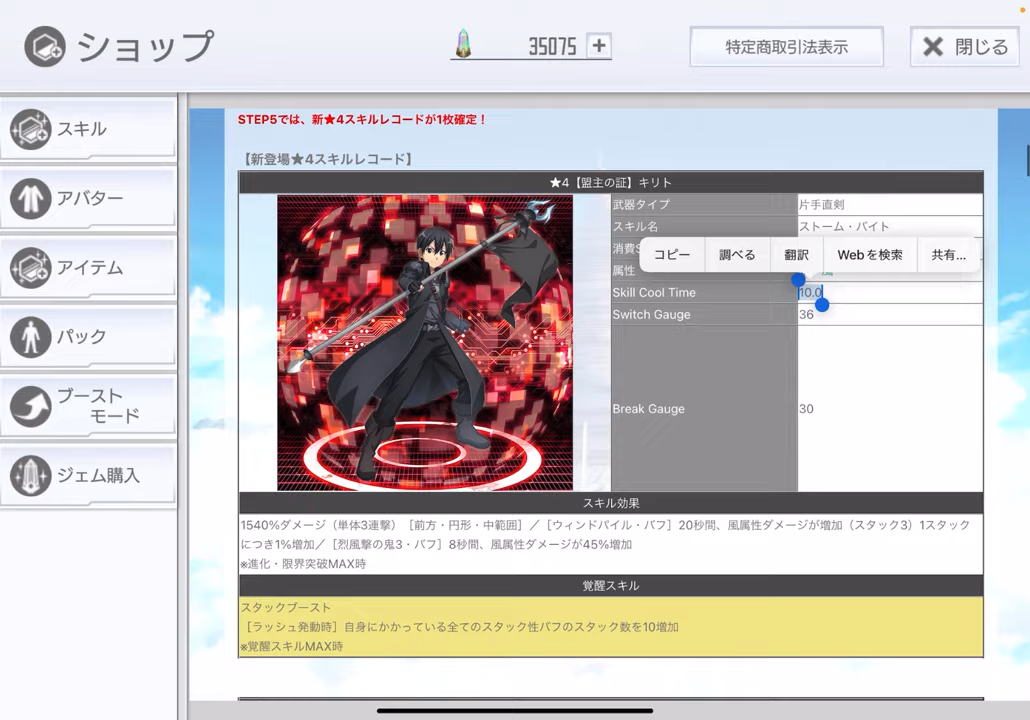 ショップ
35075
特定商取引法表示
閉じる
スキル
アバター
アイテム
パック
ブースト
モード
ジェム購入
STEP5では、新★4スキルレコードが1枚確定！
【新登場★4スキルレコード】
★4【盟主の証】キリト
武器タイプ 片手直剣
スキル名 ストーム・バイト
消費S
コピー 調べる 翻訳 Webを検索 共有...
属性 風
Skill Cool Time 10.0
Switch Gauge 36
Break Gauge 30
スキル効果
1540%ダメージ（単体3連撃）［前方・円形・中範囲］／［ウィンドパイル・バフ］20秒間、風属性ダメージが増加（スタック3）1スタック
につき1%増加／［烈風撃の鬼3・バフ］8秒間、風属性ダメージが45%増加
※進化・限界突破MAX時
覚醒スキル
スタックブースト
［ラッシュ発動時］自身にかかっている全てのスタック性バフのスタック数を10増加
※覚醒スキルMAX時